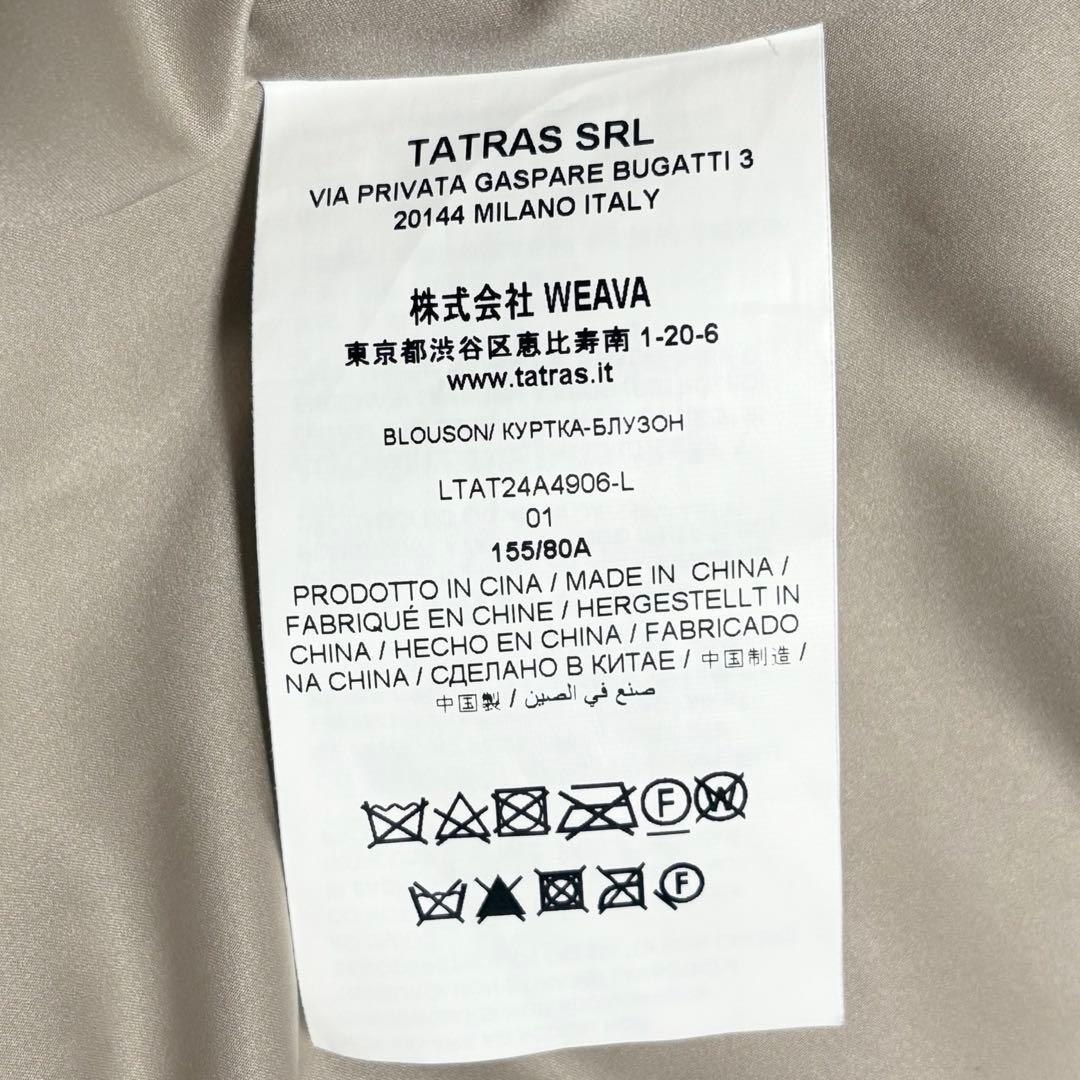 TATRAS SRL
VIA PRIVATA GASPARE BUGATTI 3
20144 MILANO ITALY
株式会社 WEAVA
東京都渋谷区恵比寿南 1-20-6
www.tatras.it
BLOUSON/ КУРТКА-БЛУЗОН
LTAT24A4906-L
01
155/80A
PRODOTTO IN CINA / MADE IN CHINA /
FABRIQUÉ EN CHINE / HERGESTELLT IN
CHINA / HECHO EN CHINA / FABRICADO
NA CHINA / СДЕЛАНО В КИТАЕ / 中国制造 /
中国製 / صنع في الصين
F W
F